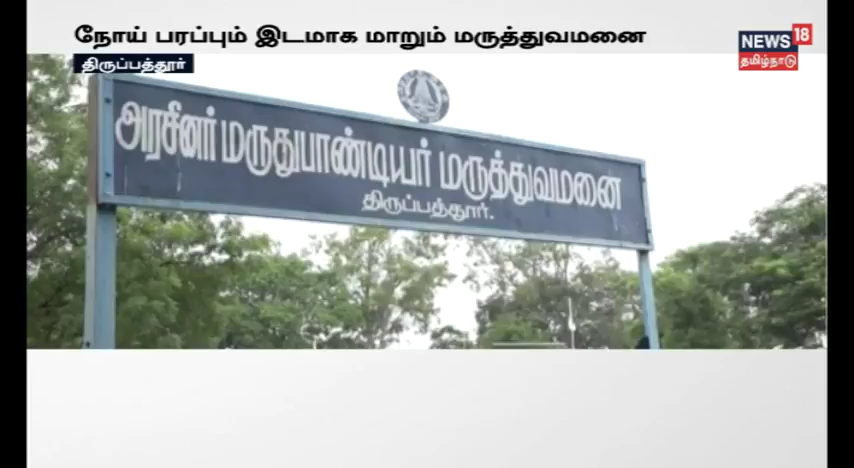 நோய் பரப்பும் இடமாக மாறும் மருத்துவமனை
NEWS 18
தமிழ்நாடு
திருப்பத்தூர்
அரசினர் மருதுபாண்டியர் மருத்துவமனை
திருப்பத்தூர்.